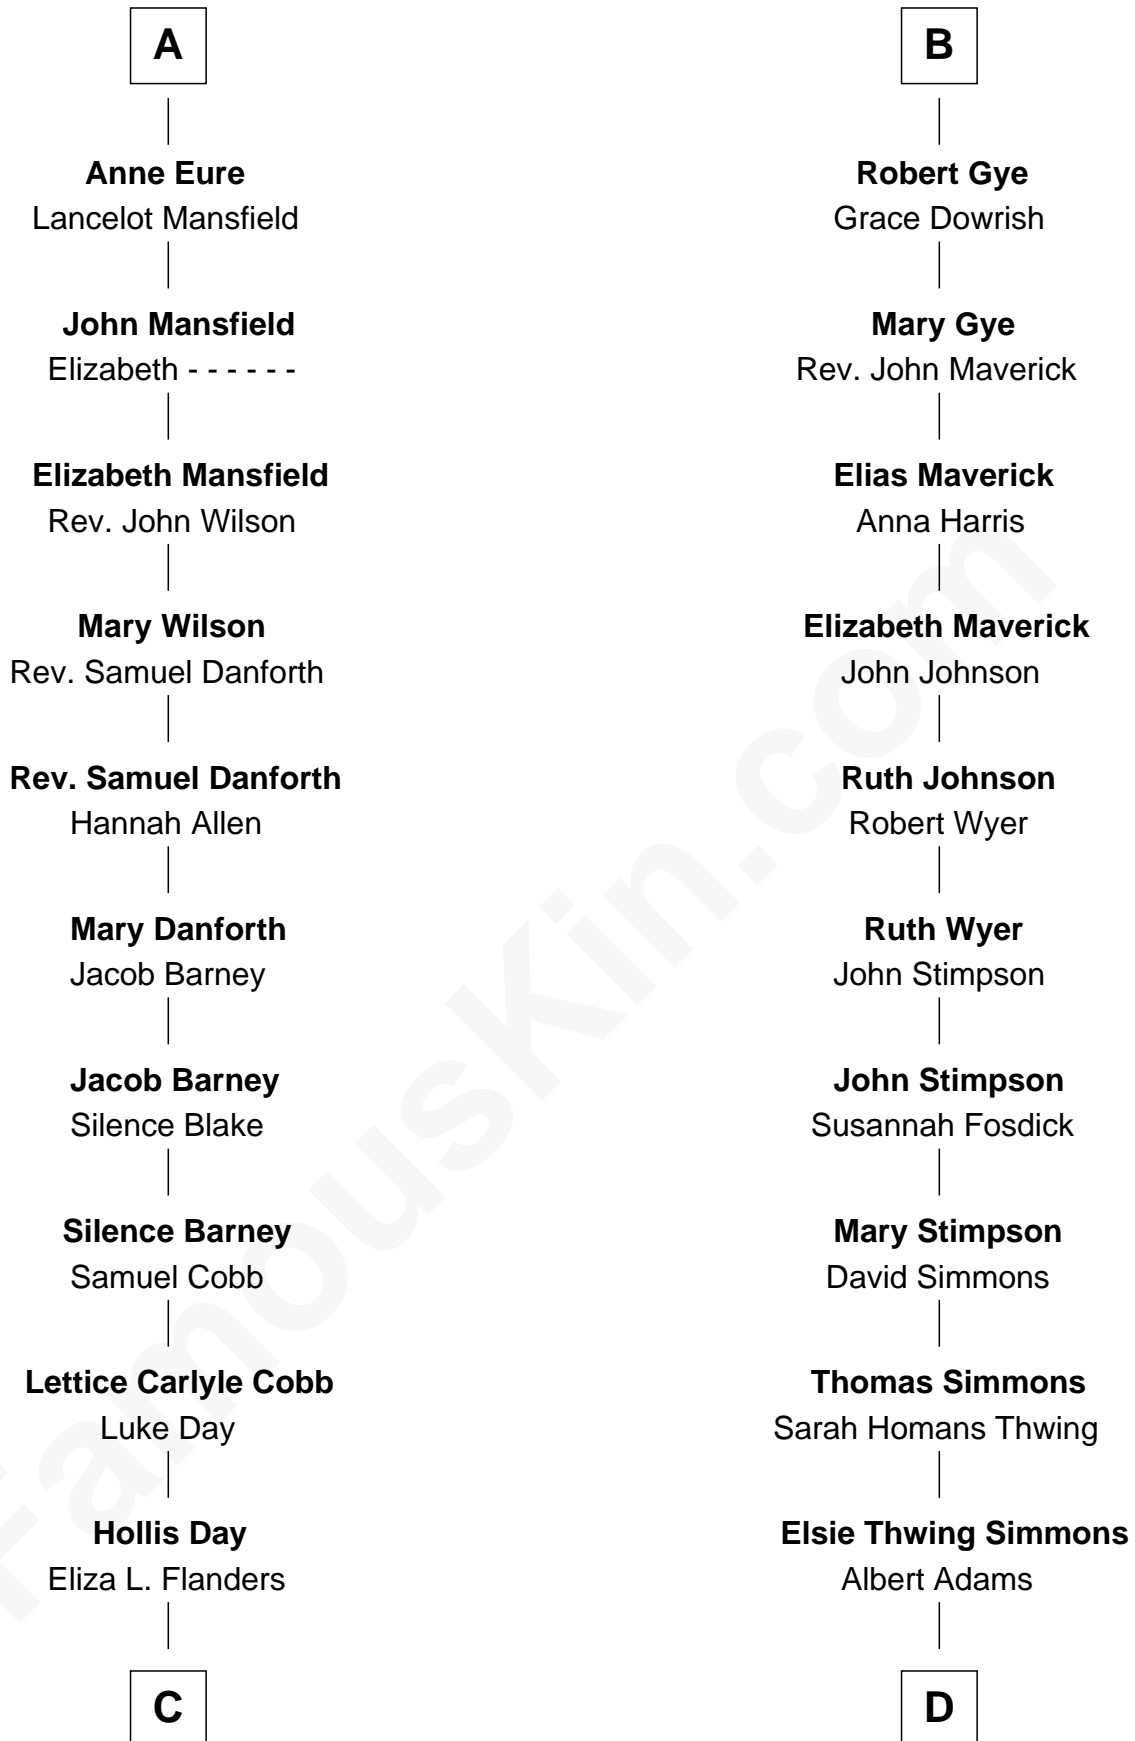 A
Anne Eure
Lancelot Mansfield
John Mansfield
Elizabeth - - - - - -
Elizabeth Mansfield
Rev. John Wilson
Mary Wilson
Rev. Samuel Danforth
Rev. Samuel Danforth
Hannah Allen
Mary Danforth
Jacob Barney
Jacob Barney
Silence Blake
Silence Barney
Samuel Cobb
Lettice Carlyle Cobb
Luke Day
Hollis Day
Eliza L. Flanders
C
B
Robert Gye
Grace Dowrish
Mary Gye
Rev. John Maverick
Elias Maverick
Anna Harris
Elizabeth Maverick
John Johnson
Ruth Johnson
Robert Wyer
Ruth Wyer
John Stimpson
John Stimpson
Susannah Fosdick
Mary Stimpson
David Simmons
Thomas Simmons
Sarah Homans Thwing
Elsie Thwing Simmons
Albert Adams
D
FamousKin.com